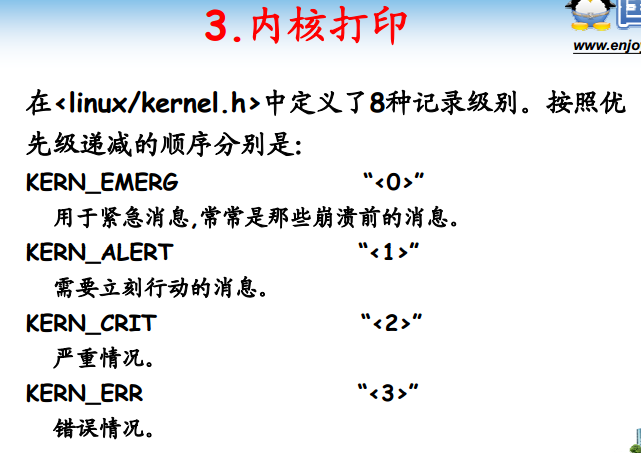 3.内核打印
www.enjoy
在<linux/kernel.h>中定义了8种记录级别。按照优
先级递减的顺序分别是:
KERN_EMERG “<0>”
用于紧急消息,常常是那些崩溃前的消息。
KERN_ALERT “<1>”
需要立刻行动的消息。
KERN_CRIT “<2>”
严重情况。
KERN_ERR “<3>”
错误情况。